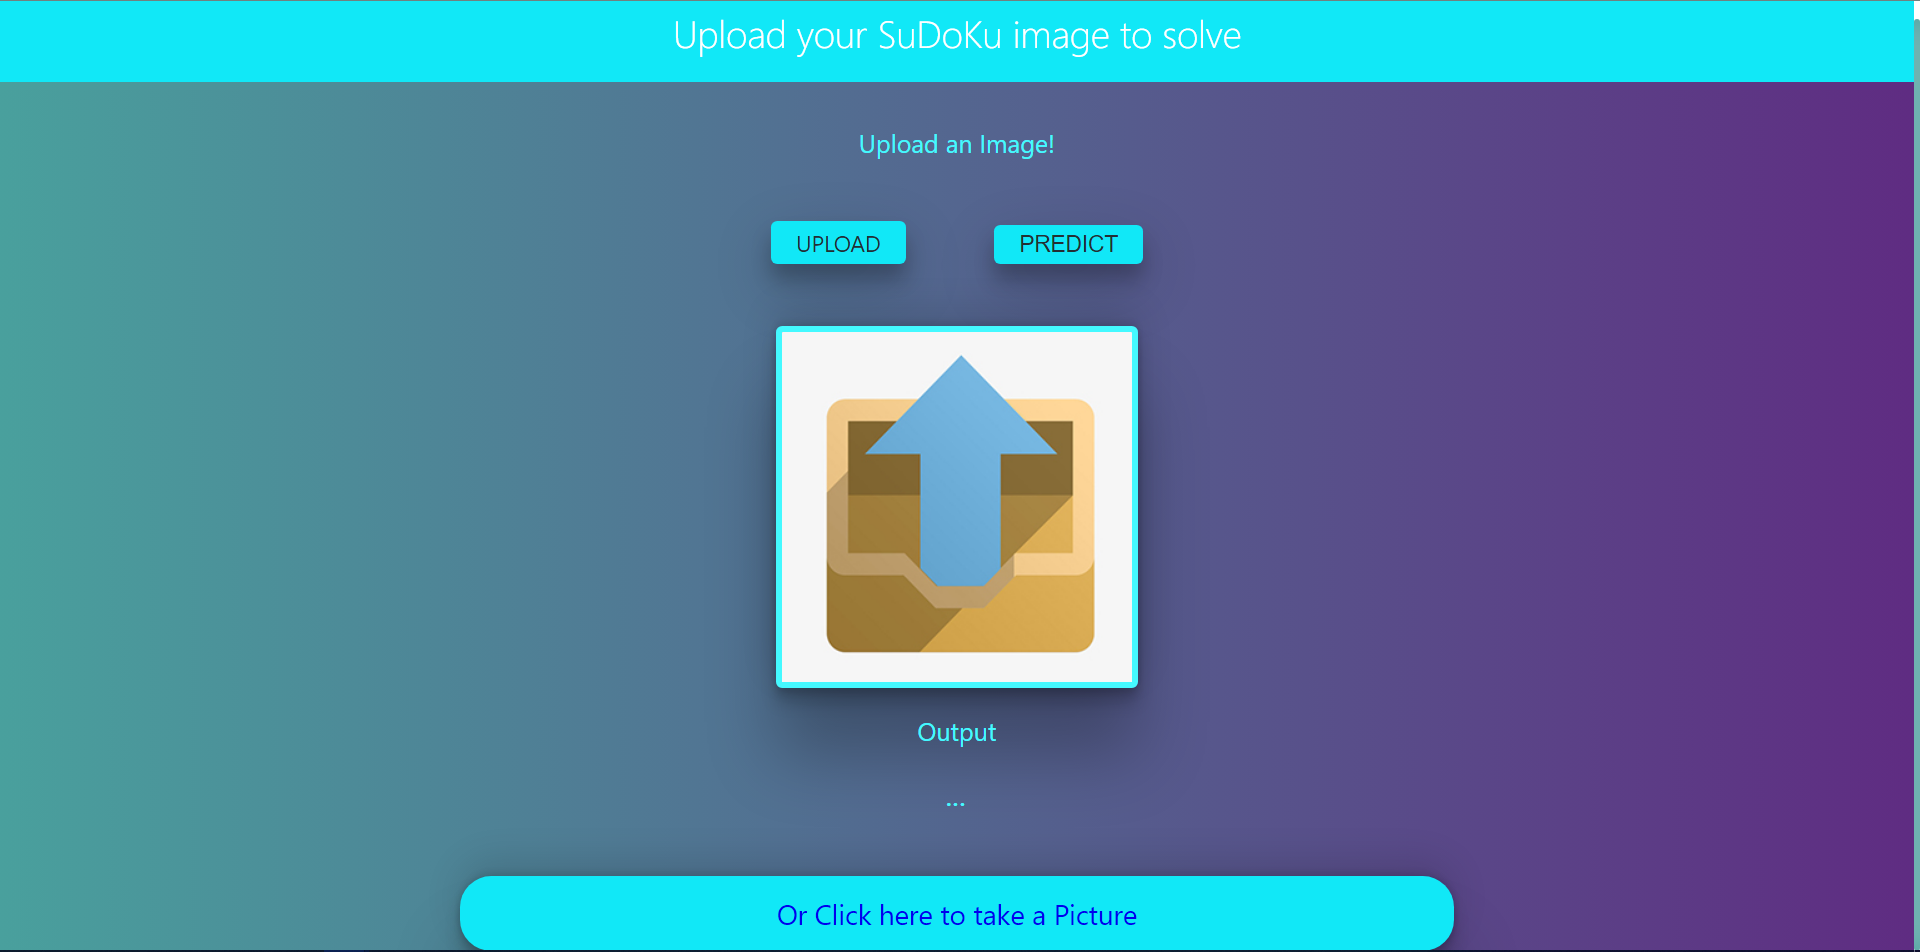 Upload your SuDoKu image to solve
Upload an Image!
UPLOAD PREDICT
Output
...
Or Click here to take a Picture